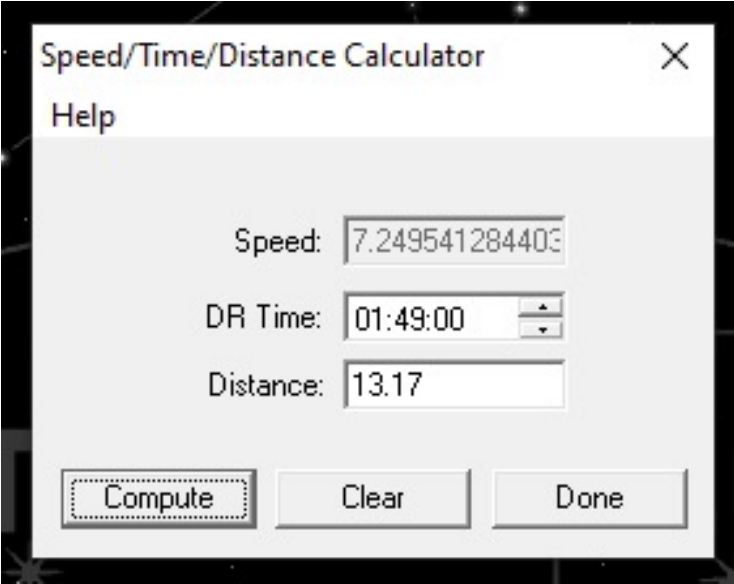 Speed/Time/Distance Calculator
Help
Speed: 7.249541284403
DR Time: 01:49:00
Distance: 13.17
Compute Clear Done